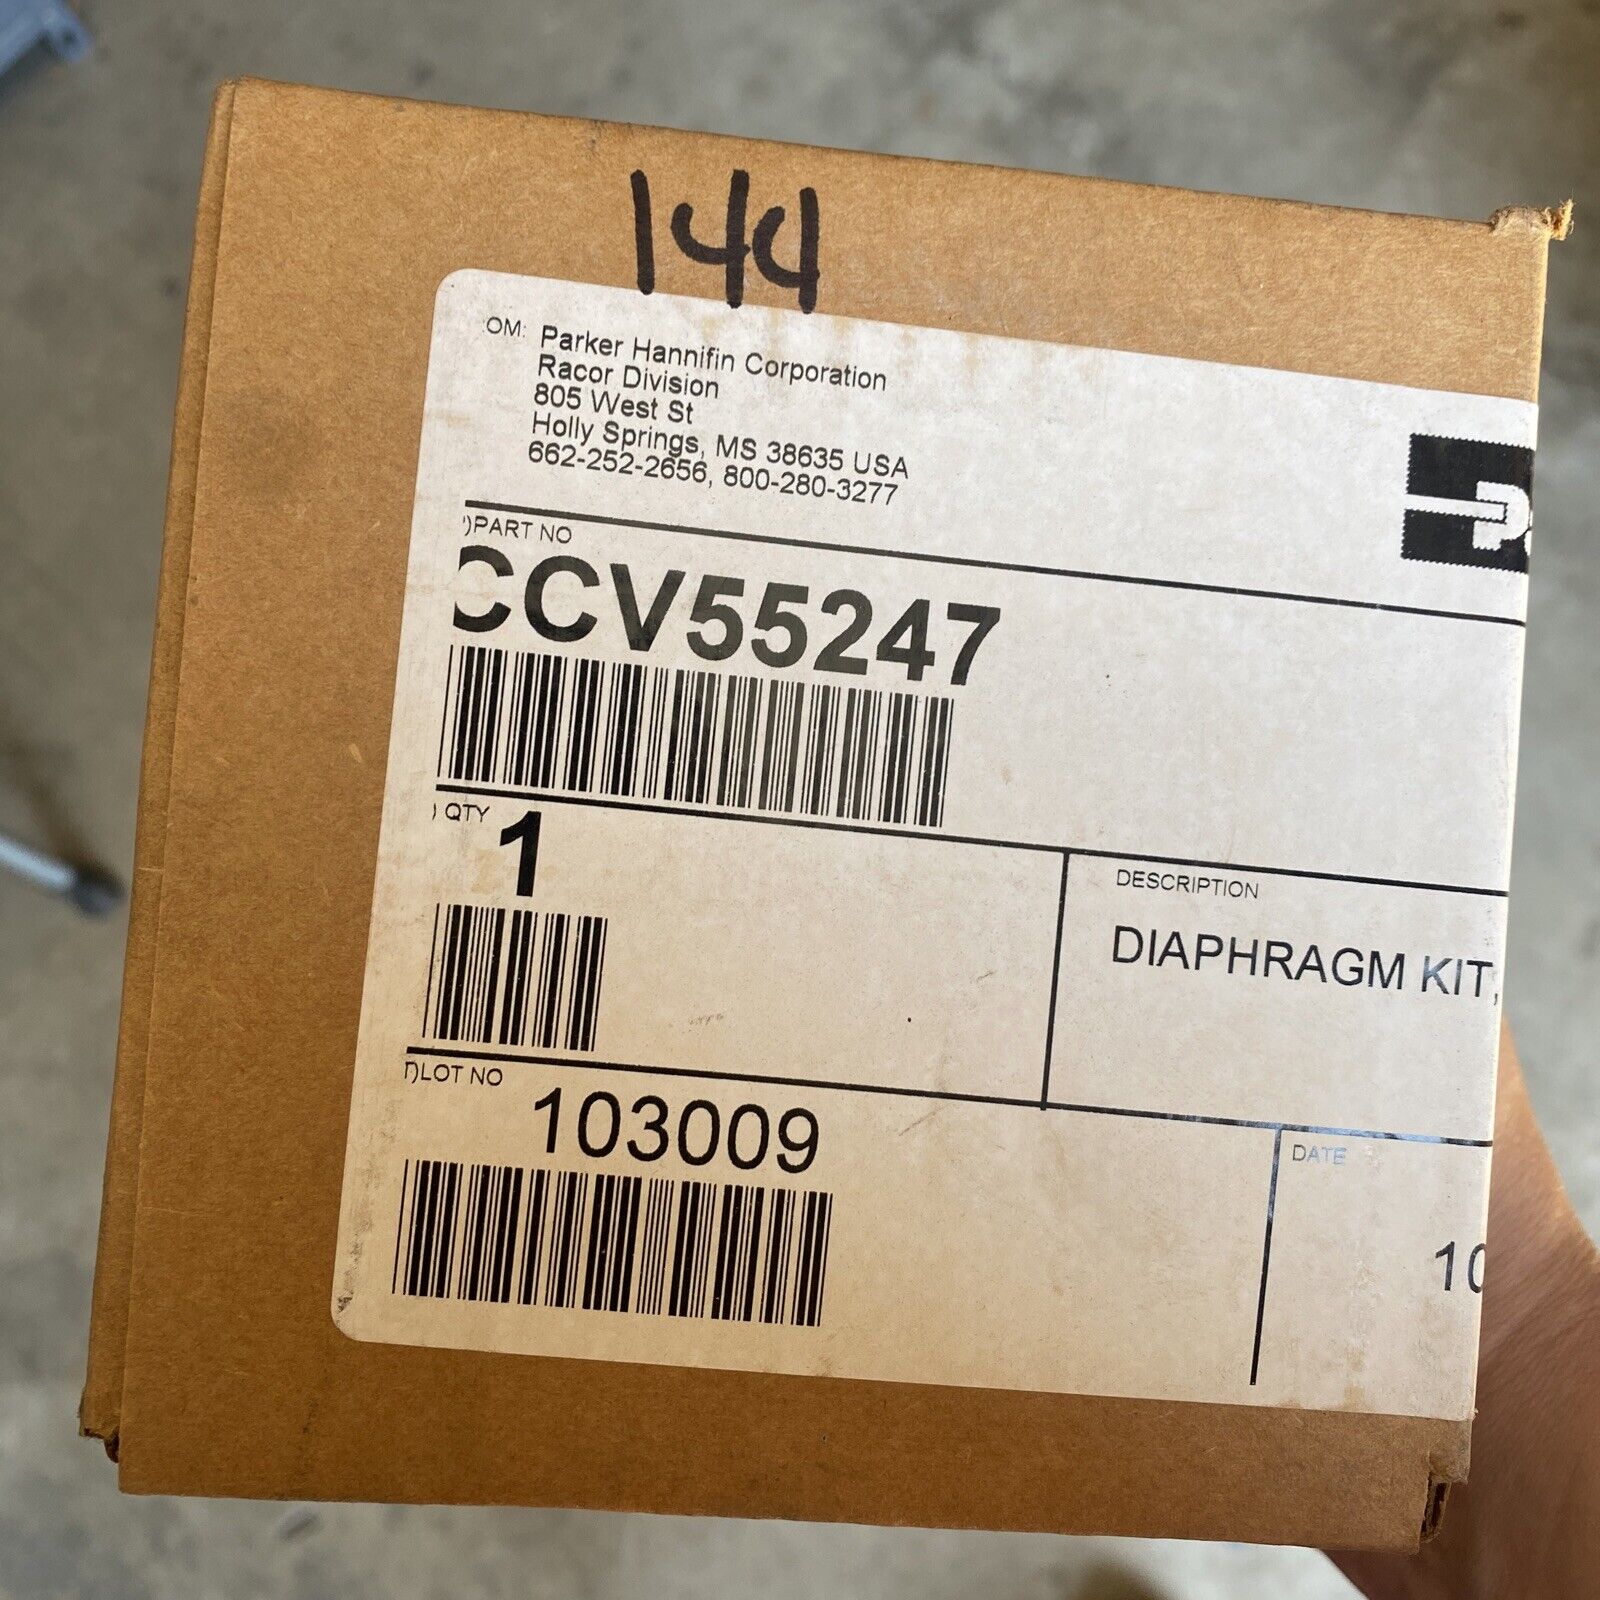 144
OM: Parker Hannifin Corporation
Racor Division
805 West St
Holly Springs, MS 38635 USA
662-252-2656, 800-280-3277
)PART NO
CCV55247
) QTY 1
DESCRIPTION
DIAPHRAGM KIT,
)LOT NO
103009
DATE
10